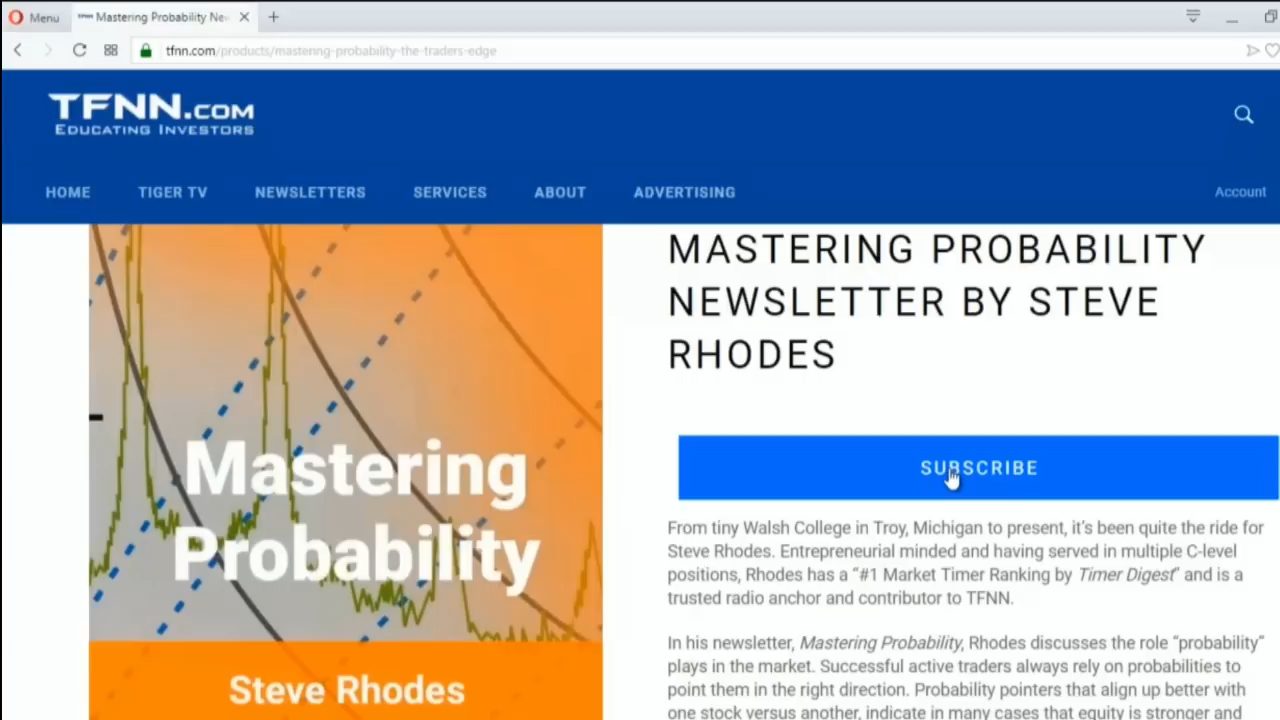 Menu
TFNN Mastering Probability Nev
tfnn.com/products/mastering-probability-the-traders-edge
TFNN.COM
EDUCATING INVESTORS
HOME TIGER TV NEWSLETTERS SERVICES ABOUT ADVERTISING Account
Mastering
Probability
Steve Rhodes
MASTERING PROBABILITY
NEWSLETTER BY STEVE
RHODES
SUBSCRIBE
From tiny Walsh College in Troy, Michigan to present, it's been quite the ride for
Steve Rhodes. Entrepreneurial minded and having served in multiple C-level
positions, Rhodes has a “#1 Market Timer Ranking by Timer Digest” and is a
trusted radio anchor and contributor to TFNN.
In his newsletter, Mastering Probability, Rhodes discusses the role “probability”
plays in the market. Successful active traders always rely on probabilities to
point them in the right direction. Probability pointers that align up better with
one stock versus another, indicate in many cases that equity is stronger and